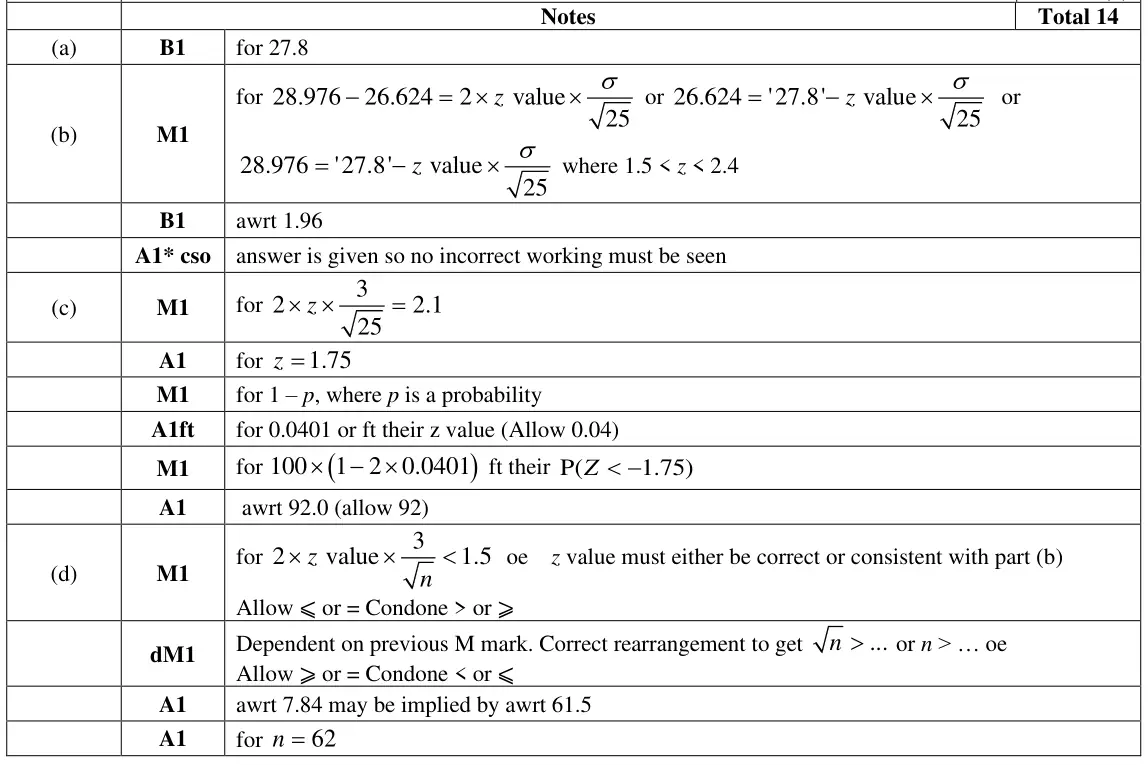 Notes Total 14
(a) B1 for 27.8
(b) M1 for 28.976 − 26.624 = 2 × z value × σ/√25 or 26.624 = '27.8' − z value × σ/√25 or
28.976 = '27.8' − z value × σ/√25 where 1.5 < z < 2.4
B1 awrt 1.96
A1* cso answer is given so no incorrect working must be seen
(c) M1 for 2 × z × 3/√25 = 2.1
A1 for z = 1.75
M1 for 1 – p, where p is a probability
A1ft for 0.0401 or ft their z value (Allow 0.04)
M1 for 100 × (1 − 2 × 0.0401) ft their P(Z < −1.75)
A1 awrt 92.0 (allow 92)
(d) M1 for 2 × z value × 3/√n < 1.5 oe z value must either be correct or consistent with part (b)
Allow ⩽ or = Condone > or ⩾
dM1 Dependent on previous M mark. Correct rearrangement to get √n > ... or n > … oe
Allow ⩾ or = Condone < or ⩽
A1 awrt 7.84 may be implied by awrt 61.5
A1 for n = 62